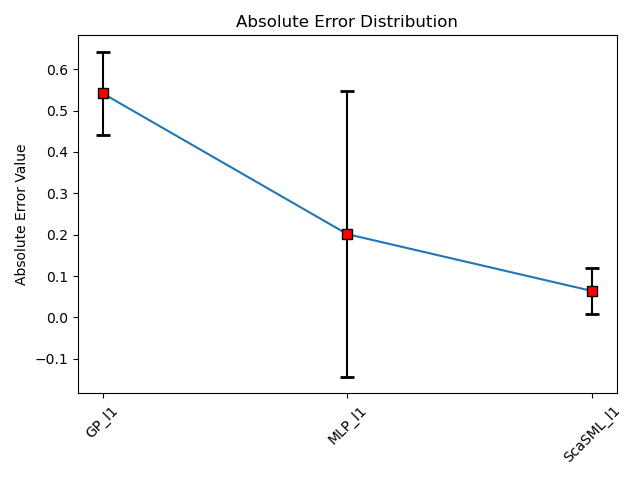 Absolute Error Distribution
Absolute Error Value
0.6
0.5
0.4
0.3
0.2
0.1
0.0
−0.1
GP_l1
MLP_l1
ScaSML_l1